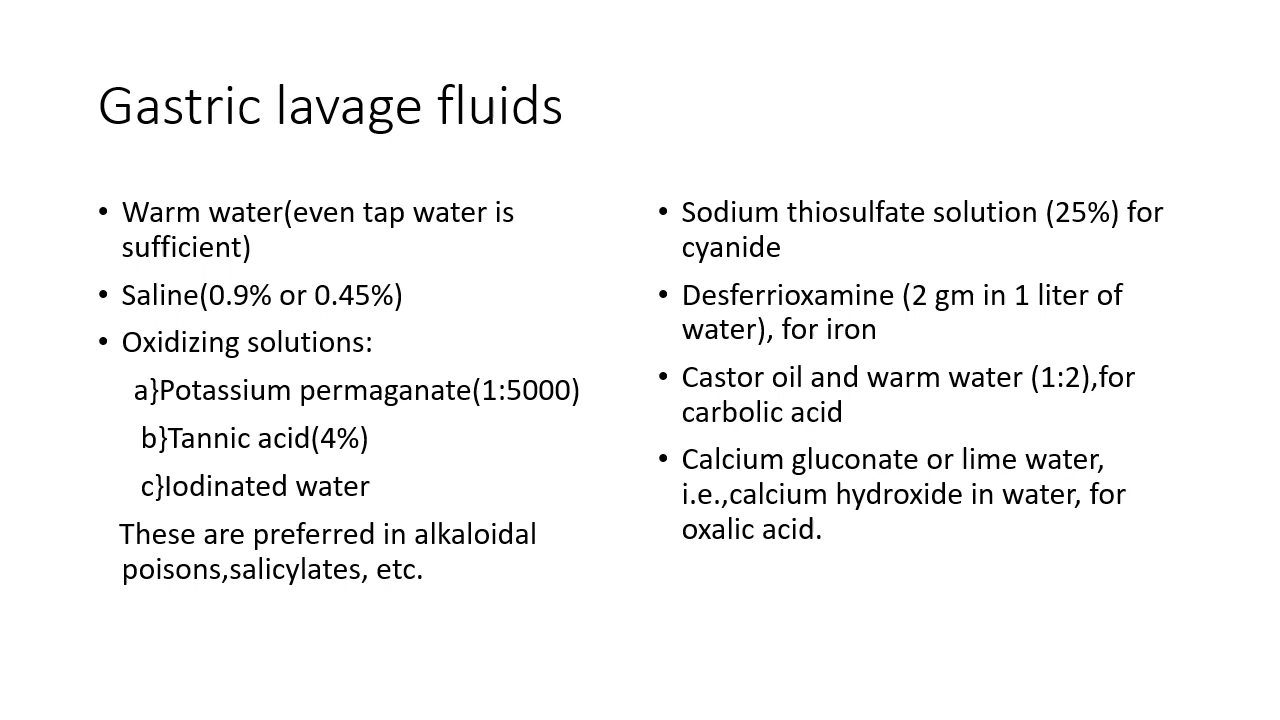 Gastric lavage fluids
• Warm water(even tap water is
sufficient)
• Saline(0.9% or 0.45%)
• Oxidizing solutions:
a}Potassium permaganate(1:5000)
b}Tannic acid(4%)
c}Iodinated water
These are preferred in alkaloidal
poisons,salicylates, etc.
• Sodium thiosulfate solution (25%) for
cyanide
• Desferrioxamine (2 gm in 1 liter of
water), for iron
• Castor oil and warm water (1:2),for
carbolic acid
• Calcium gluconate or lime water,
i.e.,calcium hydroxide in water, for
oxalic acid.